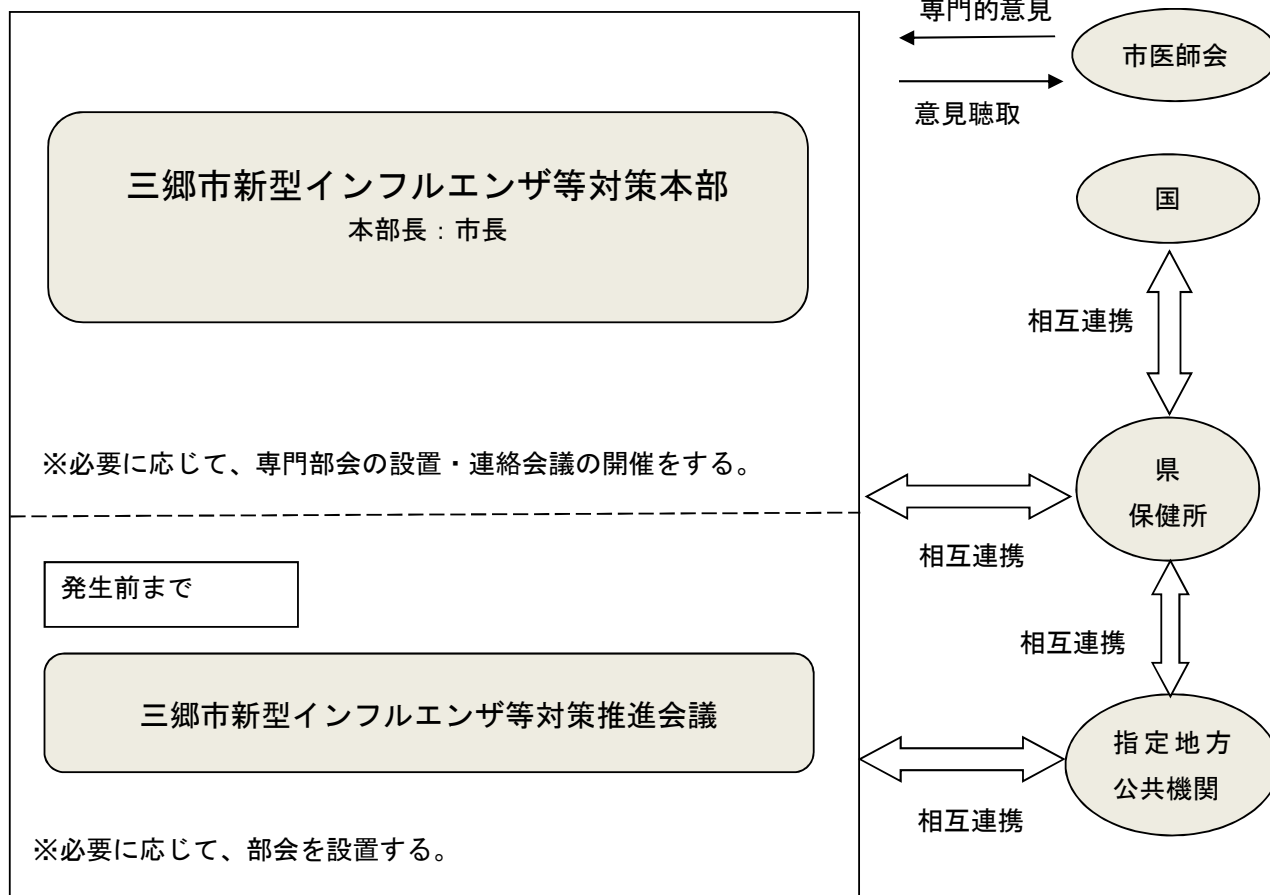 専門的意見
市医師会
意見聴取
三郷市新型インフルエンザ等対策本部
本部長：市長
国
相互連携
※必要に応じて、専門部会の設置・連絡会議の開催をする。
県
保健所
相互連携
発生前まで
相互連携
三郷市新型インフルエンザ等対策推進会議
指定地方
公共機関
相互連携
※必要に応じて、部会を設置する。